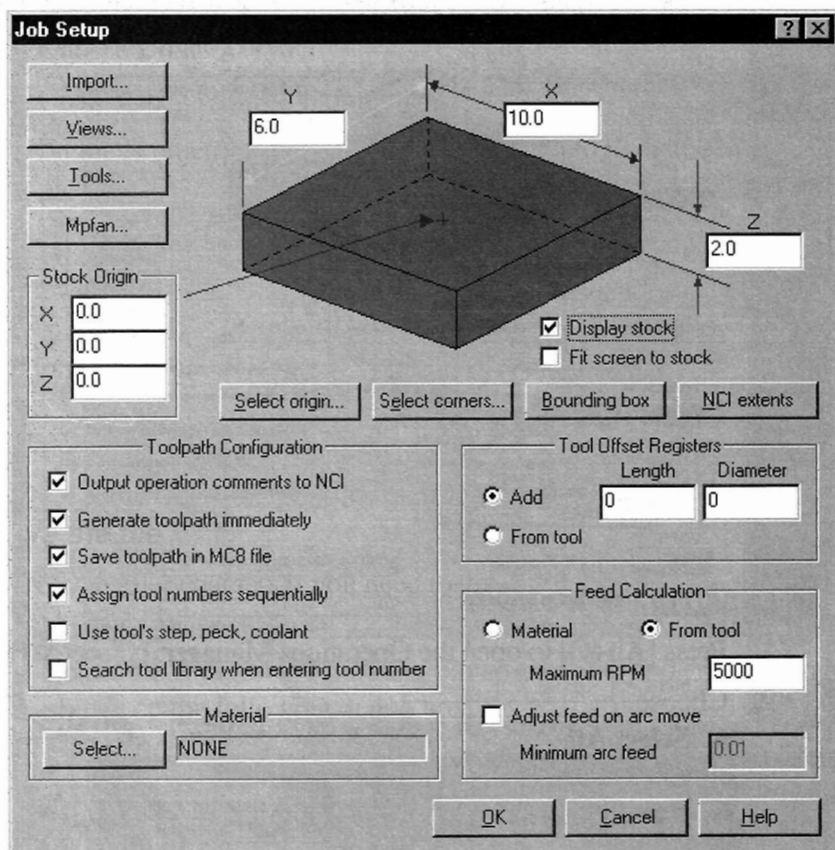 Job Setup
Import...
Views...
Tools...
Mpfan...
Y
6.0
X
10.0
Z
2.0
Stock Origin
X 0.0
Y 0.0
Z 0.0
Display stock
Fit screen to stock
Select origin...
Select corners...
Bounding box
NCI extents
Toolpath Configuration
Output operation comments to NCI
Generate toolpath immediately
Save toolpath in MC8 file
Assign tool numbers sequentially
Use tool's step, peck, coolant
Search tool library when entering tool number
Tool Offset Registers
Length Diameter
Add 0 0
From tool
Feed Calculation
Material From tool
Maximum RPM 5000
Adjust feed on arc move
Minimum arc feed 0.01
Material
Select... NONE
OK Cancel Help